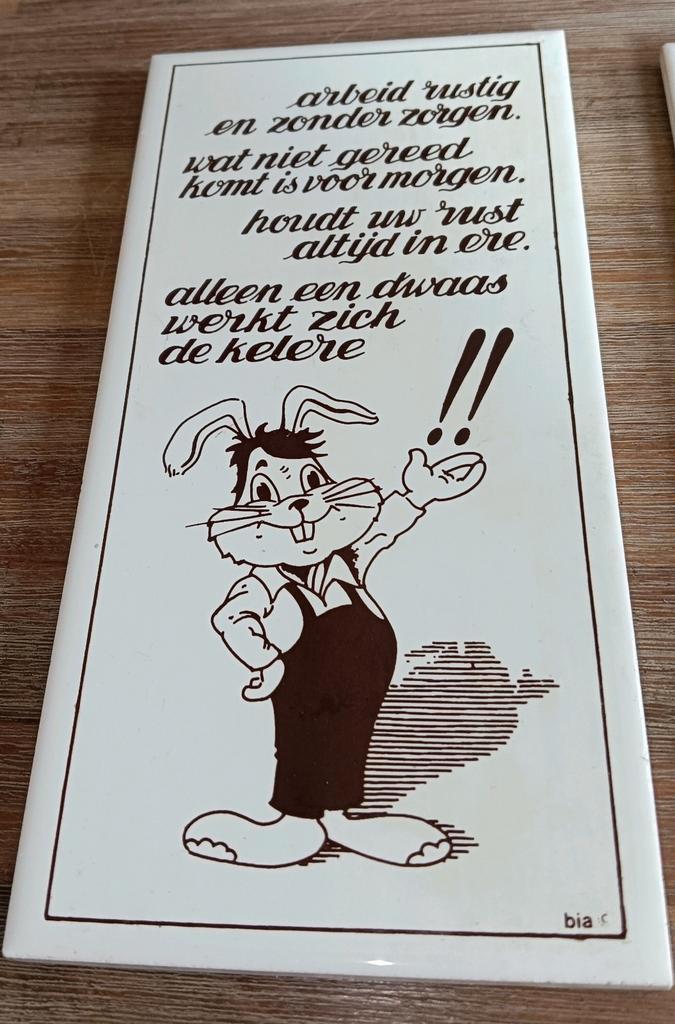 arbeid rustig
en zonder zorgen.
wat niet gereed
komt is voor morgen.
houdt uw rust
altijd in ere.
alleen een dwaas
werkt zich
de kelere
!!
bia